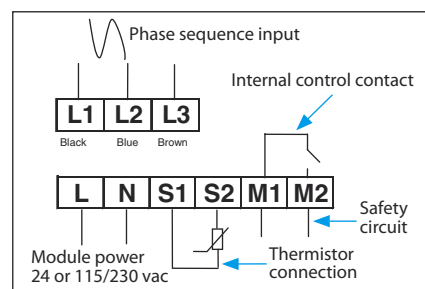 Phase sequence input
Internal control contact
L1 L2 L3
Black Blue Brown
L N S1 S2 M1 M2
Safety
circuit
Module power
24 or 115/230 vac
Thermistor
connection